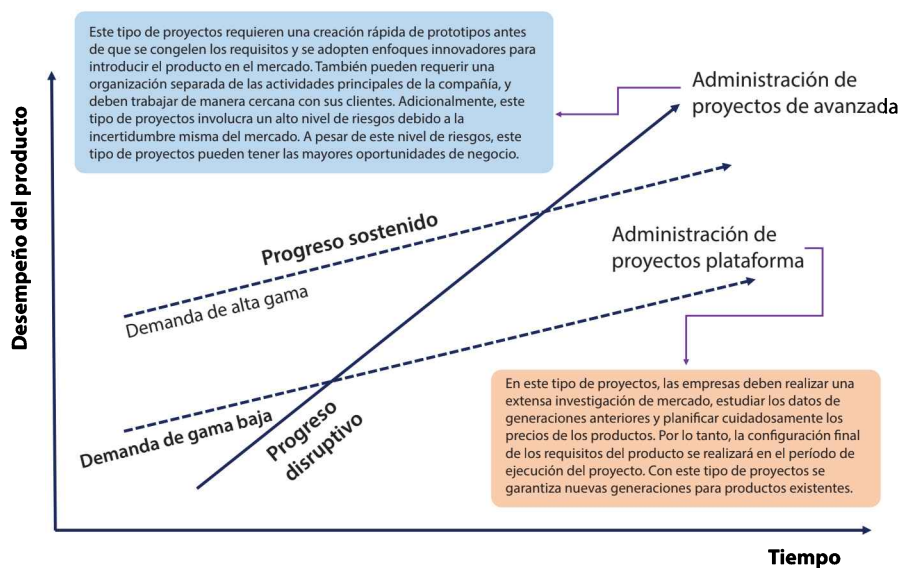 Este tipo de proyectos requieren una creación rápida de prototipos antes
de que se congelen los requisitos y se adopten enfoques innovadores para
introducir el producto en el mercado. También pueden requerir una
organización separada de las actividades principales de la compañía, y
deben trabajar de manera cercana con sus clientes. Adicionalmente, este
tipo de proyectos involucra un alto nivel de riesgos debido a la
incertidumbre misma del mercado. A pesar de este nivel de riesgos, este
tipo de proyectos pueden tener las mayores oportunidades de negocio.
Administración de
proyectos de avanzada
Desempeño del producto
Progreso sostenido
Demanda de alta gama
Administración de
proyectos plataforma
Demanda de gama baja
Progreso
disruptivo
En este tipo de proyectos, las empresas deben realizar una
extensa investigación de mercado, estudiar los datos de
generaciones anteriores y planificar cuidadosamente los
precios de los productos. Por lo tanto, la configuración final
de los requisitos del producto se realizará en el período de
ejecución del proyecto. Con este tipo de proyectos se
garantiza nuevas generaciones para productos existentes.
Tiempo